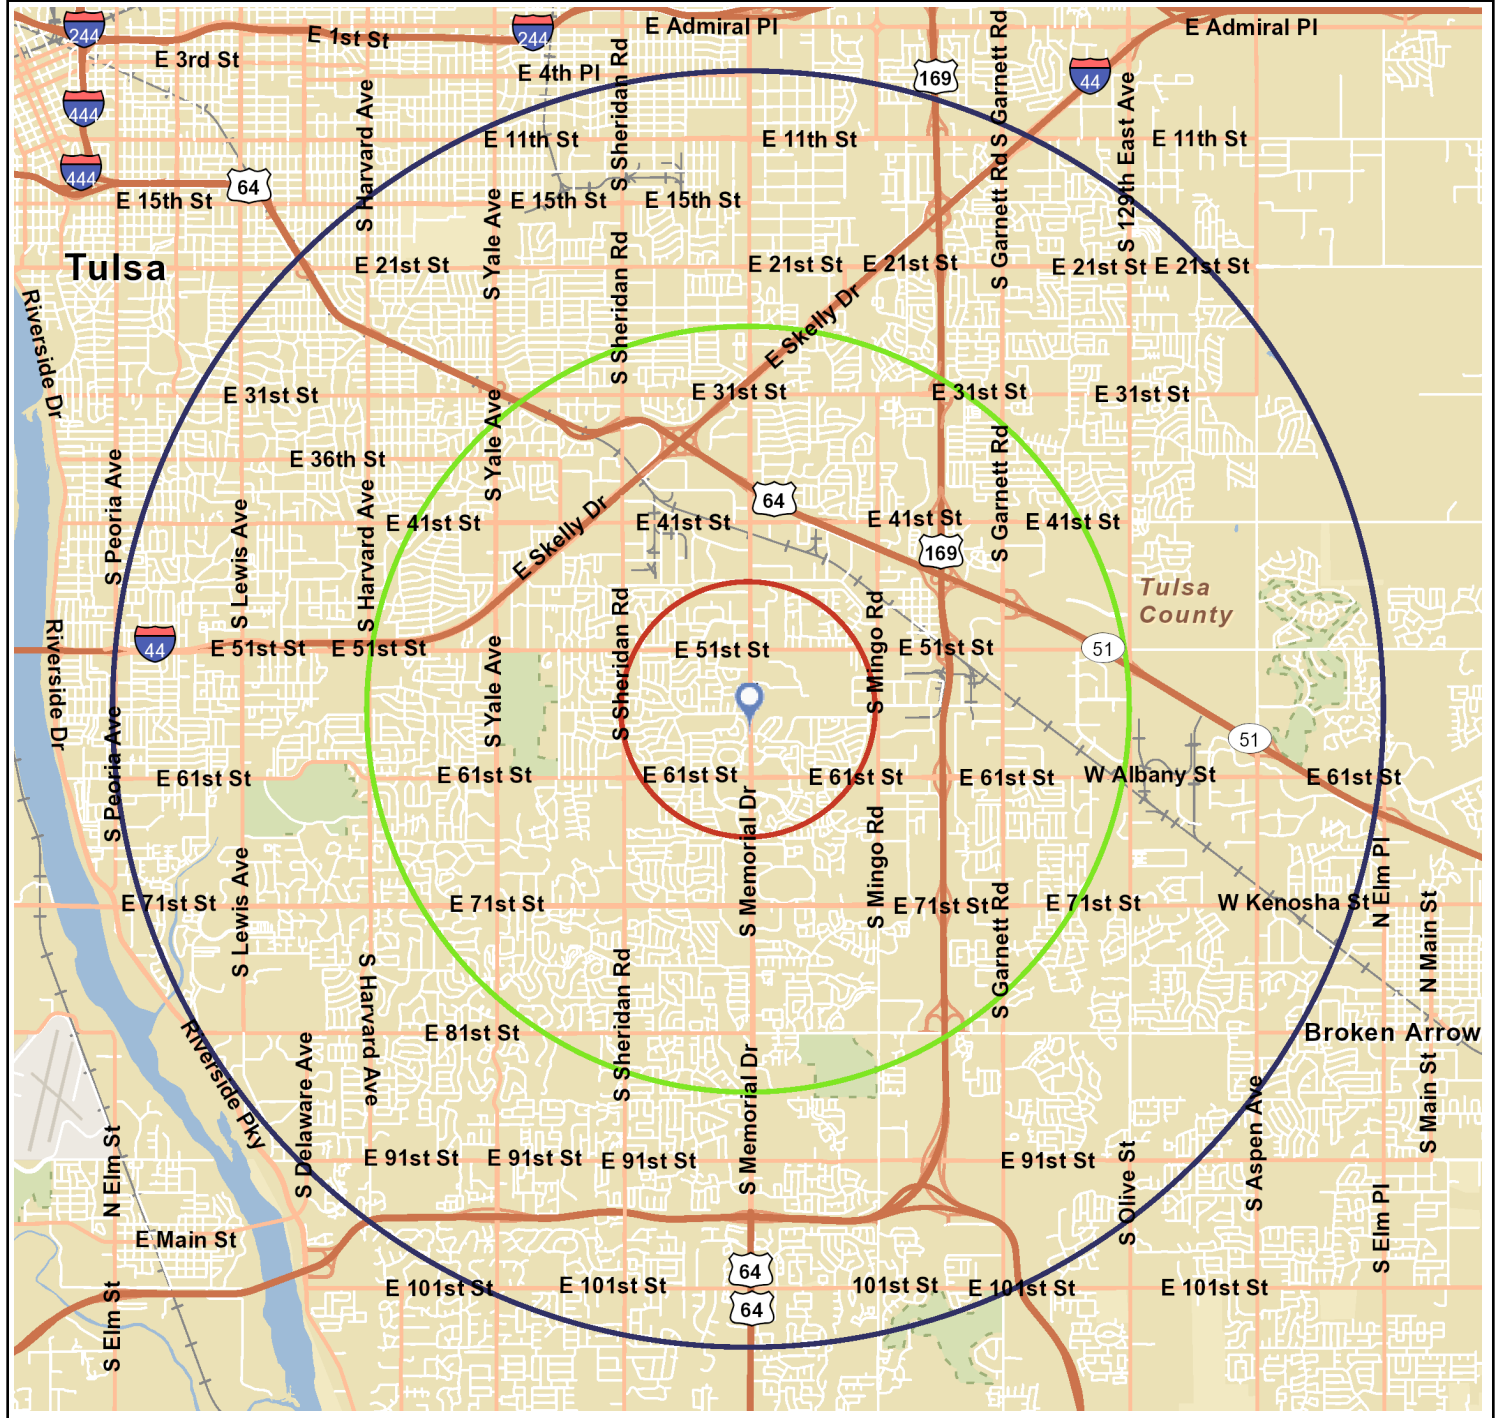 E Admiral Pl
E Admiral Pl
244
244
E 1st St
E 3rd St
E 4th Pl
S Sheridan Rd
169
S Garnett Rd
44
444
S Harvard Ave
129th East Ave
S
E 11th St
E 11th St
E 11th St
444
64
E 15th St
E 15th St
E 15th St
S Yale Ave
S Garnett Rd
Tulsa
E 21st St
E 21st St
E 21st St
E 21st St
E 21st St
S Sheridan Rd
Riverside Dr
E Skelly Dr
E 31st St
E 31st St
E 31st St
E 31st St
S Yale Ave
E 36th St
S Garnett Rd
64
S Peoria Ave
S Lewis Ave
S Harvard Ave
E 41st St
E 41st St
E 41st St
E 41st St
E Skelly Dr
169
Tulsa
County
S Sheridan Rd
S Mingo Rd
44
E 51st St
E 51st St
E 51st St
E 51st St
51
Riverside Dr
S Yale Ave
51
S Peoria Ave
E 61st St
E 61st St
E 61st St
E 61st St
E 61st St
W Albany St
E 61st St
S Memorial Dr
S Mingo Rd
N Elm Pl
S Lewis Ave
E 71st St
E 71st St
E 71st St
E 71st St
W Kenosha St
N Main St
S Garnett Rd
S Harvard Ave
S Sheridan Rd
E 81st St
Broken Arrow
Riverside Pky
S Delaware Ave
S Memorial Dr
S Main St
S Aspen Ave
N Elm St
E 91st St
E 91st St
E 91st St
E 91st St
S Olive St
S Elm Pl
E Main St
64
E 101st St
E 101st St
101st St
E 101st St
E 101st St
64
S Elm St